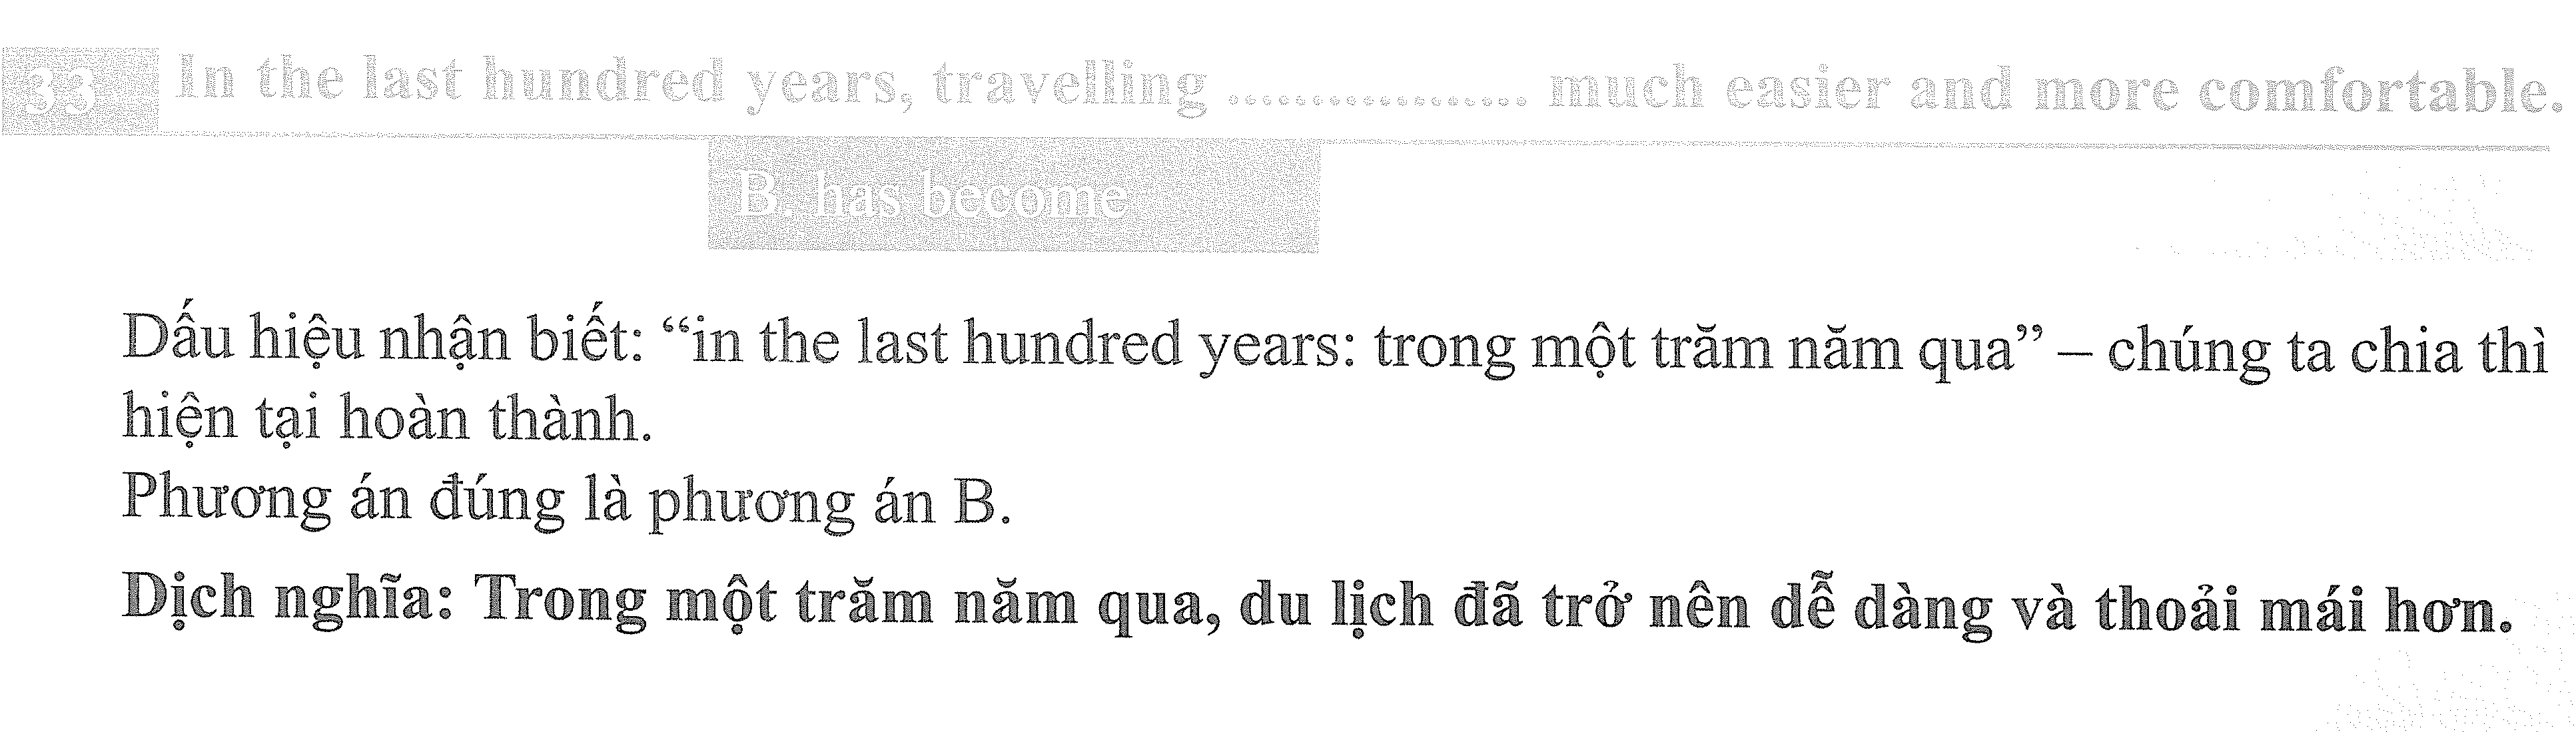 33 In the last hundred years, travelling .................. much easier and more comfortable.
B. has become
Dấu hiệu nhận biết: “in the last hundred years: trong một trăm năm qua” – chúng ta chia thì
hiện tại hoàn thành.
Phương án đúng là phương án B.
Dịch nghĩa: Trong một trăm năm qua, du lịch đã trở nên dễ dàng và thoải mái hơn.